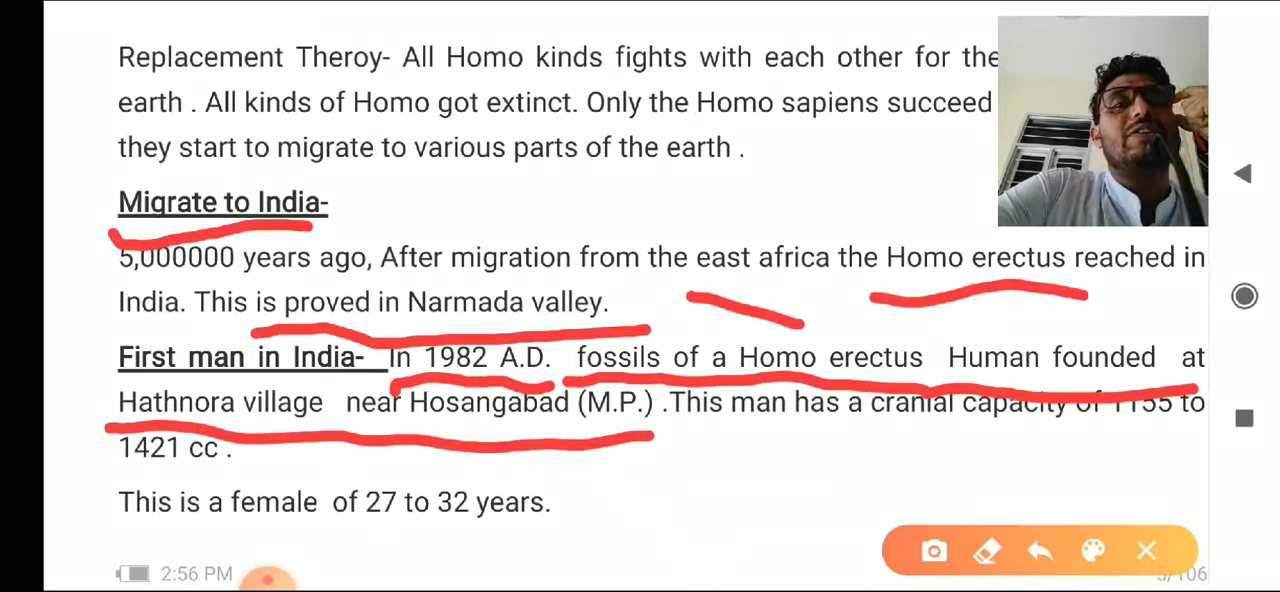 Replacement Theroy- All Homo kinds fights with each other for the
earth . All kinds of Homo got extinct. Only the Homo sapiens succeed
they start to migrate to various parts of the earth .
Migrate to India-
5,000000 years ago, After migration from the east africa the Homo erectus reached in
India. This is proved in Narmada valley.
First man in India- In 1982 A.D. fossils of a Homo erectus Human founded at
Hathnora village near Hosangabad (M.P.) .This man has a cranial capacity of 1155 to
1421 cc .
This is a female of 27 to 32 years.
2:56 PM
5/106